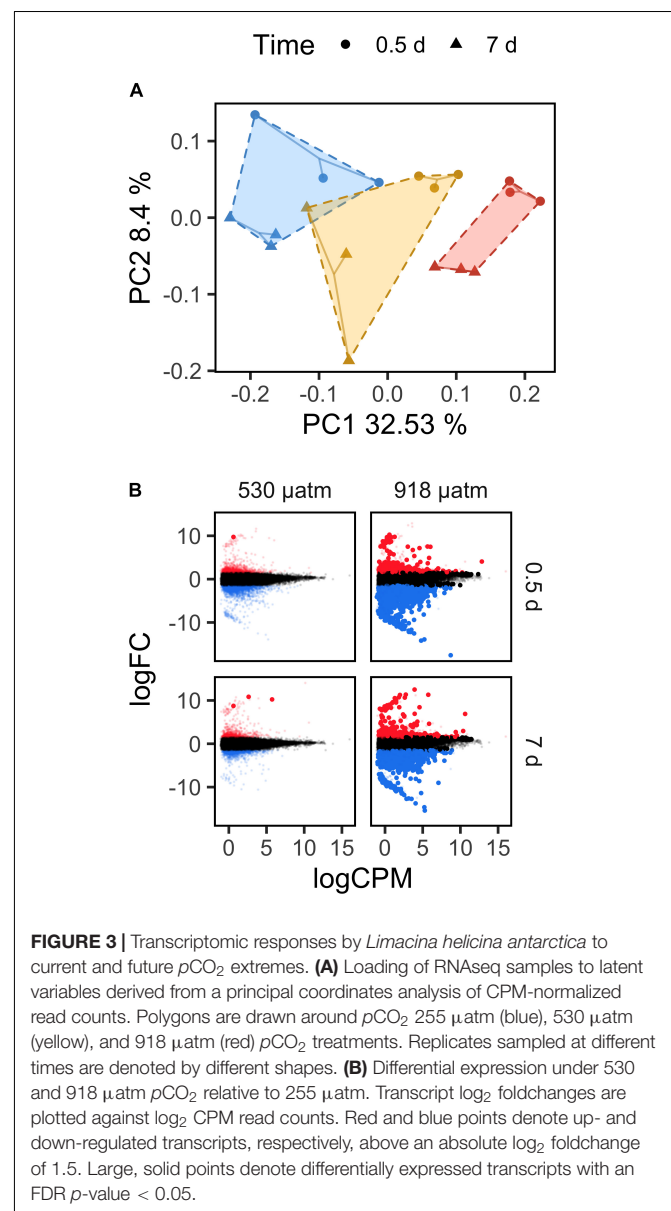 Time ● 0.5 d ▲ 7 d
A
0.1
0.0
-0.1
-0.2
PC2 8.4 %
-0.2 -0.1 0.0 0.1 0.2
PC1 32.53 %
B
530 µatm 918 µatm
10
0
-10
0.5 d
logFC
10
0
-10
7 d
0 5 10 15 0 5 10 15
logCPM
FIGURE 3 | Transcriptomic responses by Limacina helicina antarctica to
current and future pCO₂ extremes. (A) Loading of RNAseq samples to latent
variables derived from a principal coordinates analysis of CPM-normalized
read counts. Polygons are drawn around pCO₂ 255 µatm (blue), 530 µatm
(yellow), and 918 µatm (red) pCO₂ treatments. Replicates sampled at different
times are denoted by different shapes. (B) Differential expression under 530
and 918 µatm pCO₂ relative to 255 µatm. Transcript log₂ foldchanges are
plotted against log₂ CPM read counts. Red and blue points denote up- and
down-regulated transcripts, respectively, above an absolute log₂ foldchange
of 1.5. Large, solid points denote differentially expressed transcripts with an
FDR p-value < 0.05.